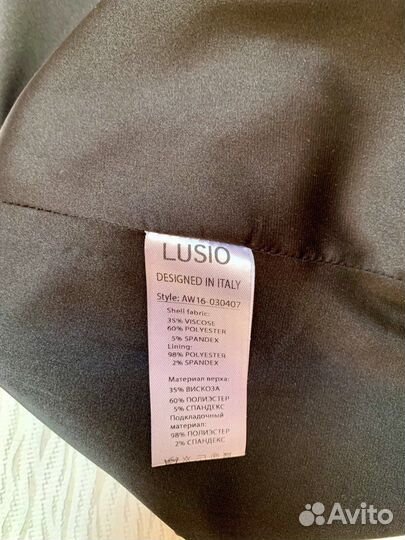 LUSIO
DESIGNED IN ITALY
Style: AW16-030407
Shell fabric:
35% VISCOSE
60% POLYESTER
5% SPANDEX
Lining:
98% POLYESTER
2% SPANDEX
Материал верха:
35% ВИСКОЗА
60% ПОЛИЭСТЕР
5% СПАНДЕКС
Подкладочный
материал:
98% ПОЛИЭСТЕР
2% СПАНДЕКС
Avito